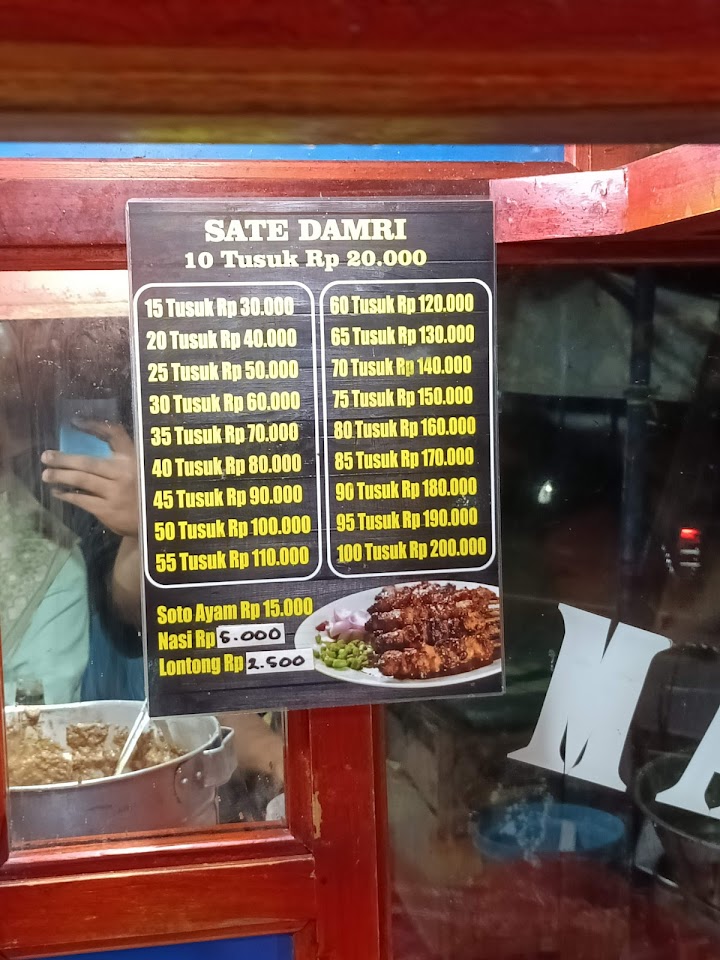 SATE DAMRI
10 Tusuk Rp 20.000
15 Tusuk Rp 30.000
20 Tusuk Rp 40.000
25 Tusuk Rp 50.000
30 Tusuk Rp 60.000
35 Tusuk Rp 70.000
40 Tusuk Rp 80.000
45 Tusuk Rp 90.000
50 Tusuk Rp 100.000
55 Tusuk Rp 110.000
60 Tusuk Rp 120.000
65 Tusuk Rp 130.000
70 Tusuk Rp 140.000
75 Tusuk Rp 150.000
80 Tusuk Rp 160.000
85 Tusuk Rp 170.000
90 Tusuk Rp 180.000
95 Tusuk Rp 190.000
100 Tusuk Rp 200.000
Soto Ayam Rp 15.000
Nasi Rp 5.000
Lontong Rp 2.500
M